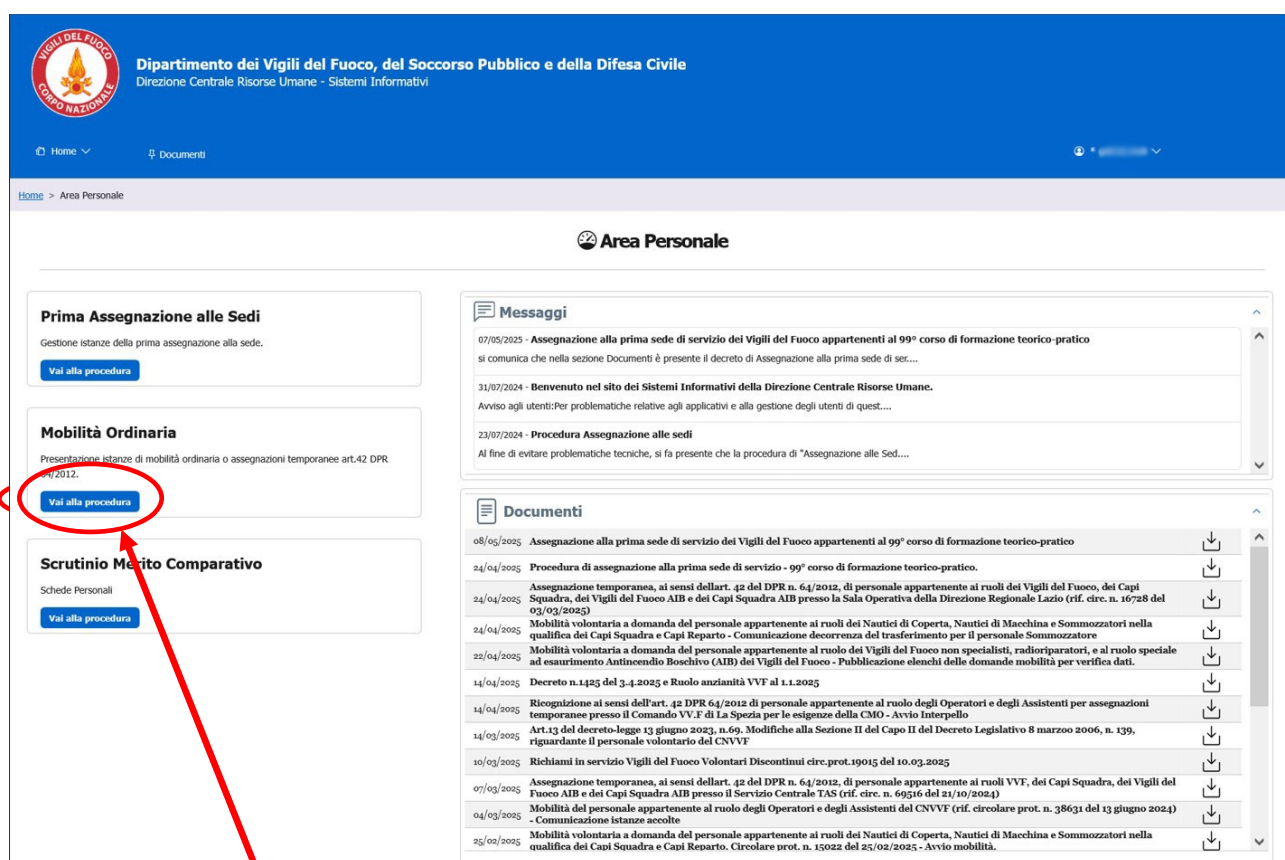 VIGILI DEL FUOCO
CORPO NAZIONALE
Dipartimento dei Vigili del Fuoco, del Soccorso Pubblico e della Difesa Civile
Direzione Centrale Risorse Umane - Sistemi Informativi
Home
Documenti
Home > Area Personale
Area Personale
Prima Assegnazione alle Sedi
Gestione istanze della prima assegnazione alla sede.
Vai alla procedura
Mobilità Ordinaria
Presentazione istanze di mobilità ordinaria o assegnazioni temporanee art.42 DPR
64/2012.
Vai alla procedura
Scrutinio Merito Comparativo
Schede Personali
Vai alla procedura
Messaggi
07/05/2025 - Assegnazione alla prima sede di servizio dei Vigili del Fuoco appartenenti al 99° corso di formazione teorico-pratico
si comunica che nella sezione Documenti è presente il decreto di Assegnazione alla prima sede di ser....
31/07/2024 - Benvenuto nel sito dei Sistemi Informativi della Direzione Centrale Risorse Umane.
Avviso agli utenti:Per problematiche relative agli applicativi e alla gestione degli utenti di quest....
23/07/2024 - Procedura Assegnazione alle sedi
Al fine di evitare problematiche tecniche, si fa presente che la procedura di "Assegnazione alle Sed....
Documenti
08/05/2025 Assegnazione alla prima sede di servizio dei Vigili del Fuoco appartenenti al 99° corso di formazione teorico-pratico
24/04/2025 Procedura di assegnazione alla prima sede di servizio - 99° corso di formazione teorico-pratico.
Assegnazione temporanea, ai sensi dellart. 42 del DPR n. 64/2012, di personale appartenente ai ruoli dei Vigili del Fuoco, dei Capi
24/04/2025 Squadra, dei Vigili del Fuoco AIB e dei Capi Squadra AIB presso la Sala Operativa della Direzione Regionale Lazio (rif. circ. n. 16728 del
03/03/2025)
24/04/2025 Mobilità volontaria a domanda del personale appartenente ai ruoli dei Nautici di Coperta, Nautici di Macchina e Sommozzatori nella
qualifica dei Capi Squadra e Capi Reparto - Comunicazione decorrenza del trasferimento per il personale Sommozzatore
22/04/2025 Mobilità volontaria a domanda del personale appartenente al ruolo dei Vigili del Fuoco non specialisti, radioriparatori, e al ruolo speciale
ad esaurimento Antincendio Boschivo (AIB) dei Vigili del Fuoco - Pubblicazione elenchi delle domande mobilità per verifica dati.
14/04/2025 Decreto n.1425 del 3.4.2025 e Ruolo anzianità VVF al 1.1.2025
14/04/2025 Ricognizione ai sensi dell'art. 42 DPR 64/2012 di personale appartenente al ruolo degli Operatori e degli Assistenti per assegnazioni
temporanee presso il Comando VV.F di La Spezia per le esigenze della CMO - Avvio Interpello
14/03/2025 Art.13 del decreto-legge 13 giugno 2023, n.69. Modifiche alla Sezione II del Capo II del Decreto Legislativo 8 marzoo 2006, n. 139,
riguardante il personale volontario del CNVVF
10/03/2025 Richiami in servizio Vigili del Fuoco Volontari Discontinui circ.prot.19015 del 10.03.2025
07/03/2025 Assegnazione temporanea, ai sensi dellart. 42 del DPR n. 64/2012, di personale appartenente ai ruoli VVF, dei Capi Squadra, dei Vigili del
Fuoco AIB e dei Capi Squadra AIB presso il Servizio Centrale TAS (rif. circ. n. 69516 del 21/10/2024)
04/03/2025 Mobilità del personale appartenente al ruolo degli Operatori e degli Assistenti del CNVVF (rif. circolare prot. n. 38631 del 13 giugno 2024)
- Comunicazione istanze accolte
25/02/2025 Mobilità volontaria a domanda del personale appartenente ai ruoli dei Nautici di Coperta, Nautici di Macchina e Sommozzatori nella
qualifica dei Capi Squadra e Capi Reparto. Circolare prot. n. 15022 del 25/02/2025 - Avvio mobilità.